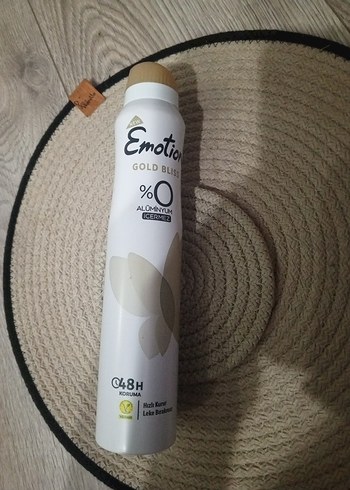 Emotion
GOLD BLISS
%0
ALÜMİNYUM
İÇERMEZ
48H
KORUMA
Hızlı Kurur
Leke Bırakmaz